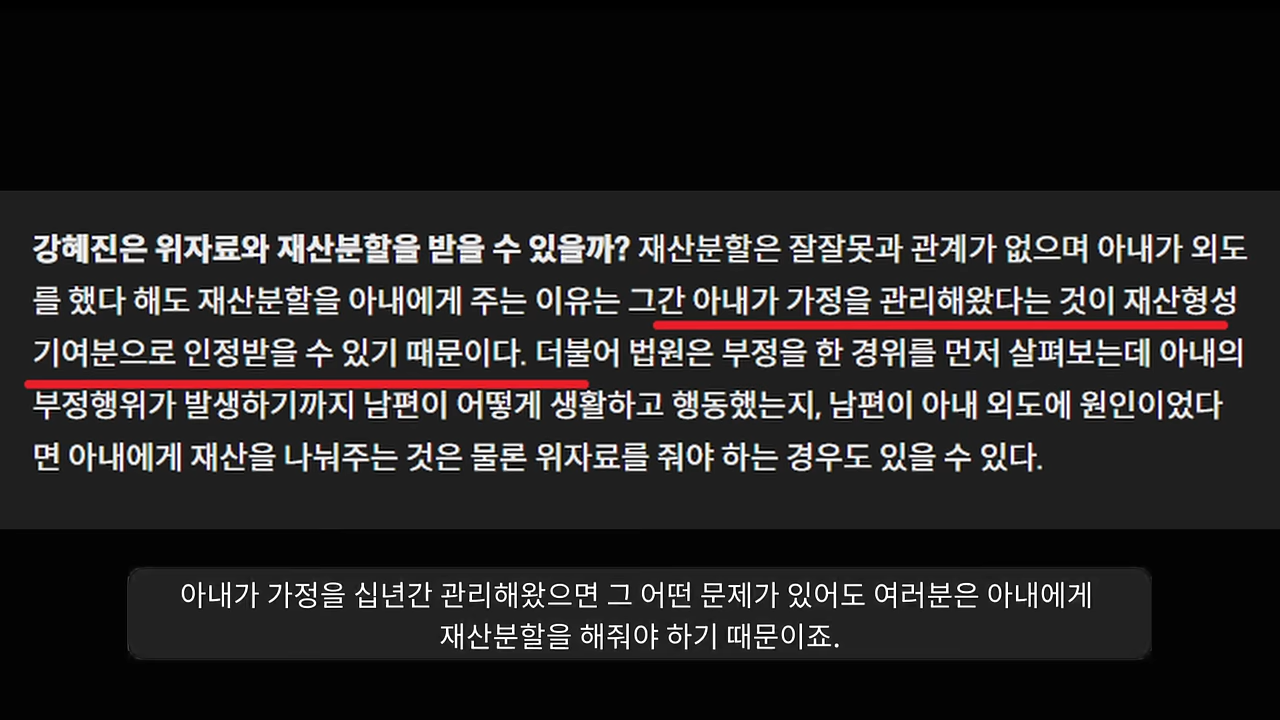 강혜진은 위자료와 재산분할을 받을 수 있을까? 재산분할은 잘잘못과 관계가 없으며 아내가 외도
를 했다 해도 재산분할을 아내에게 주는 이유는 그간 아내가 가정을 관리해왔다는 것이 재산형성
기여분으로 인정받을 수 있기 때문이다. 더불어 법원은 부정을 한 경위를 먼저 살펴보는데 아내의
부정행위가 발생하기까지 남편이 어떻게 생활하고 행동했는지, 남편이 아내 외도에 원인이었다
면 아내에게 재산을 나눠주는 것은 물론 위자료를 줘야 하는 경우도 있을 수 있다.
아내가 가정을 십년간 관리해왔으면 그 어떤 문제가 있어도 여러분은 아내에게
재산분할을 해줘야 하기 때문이죠.